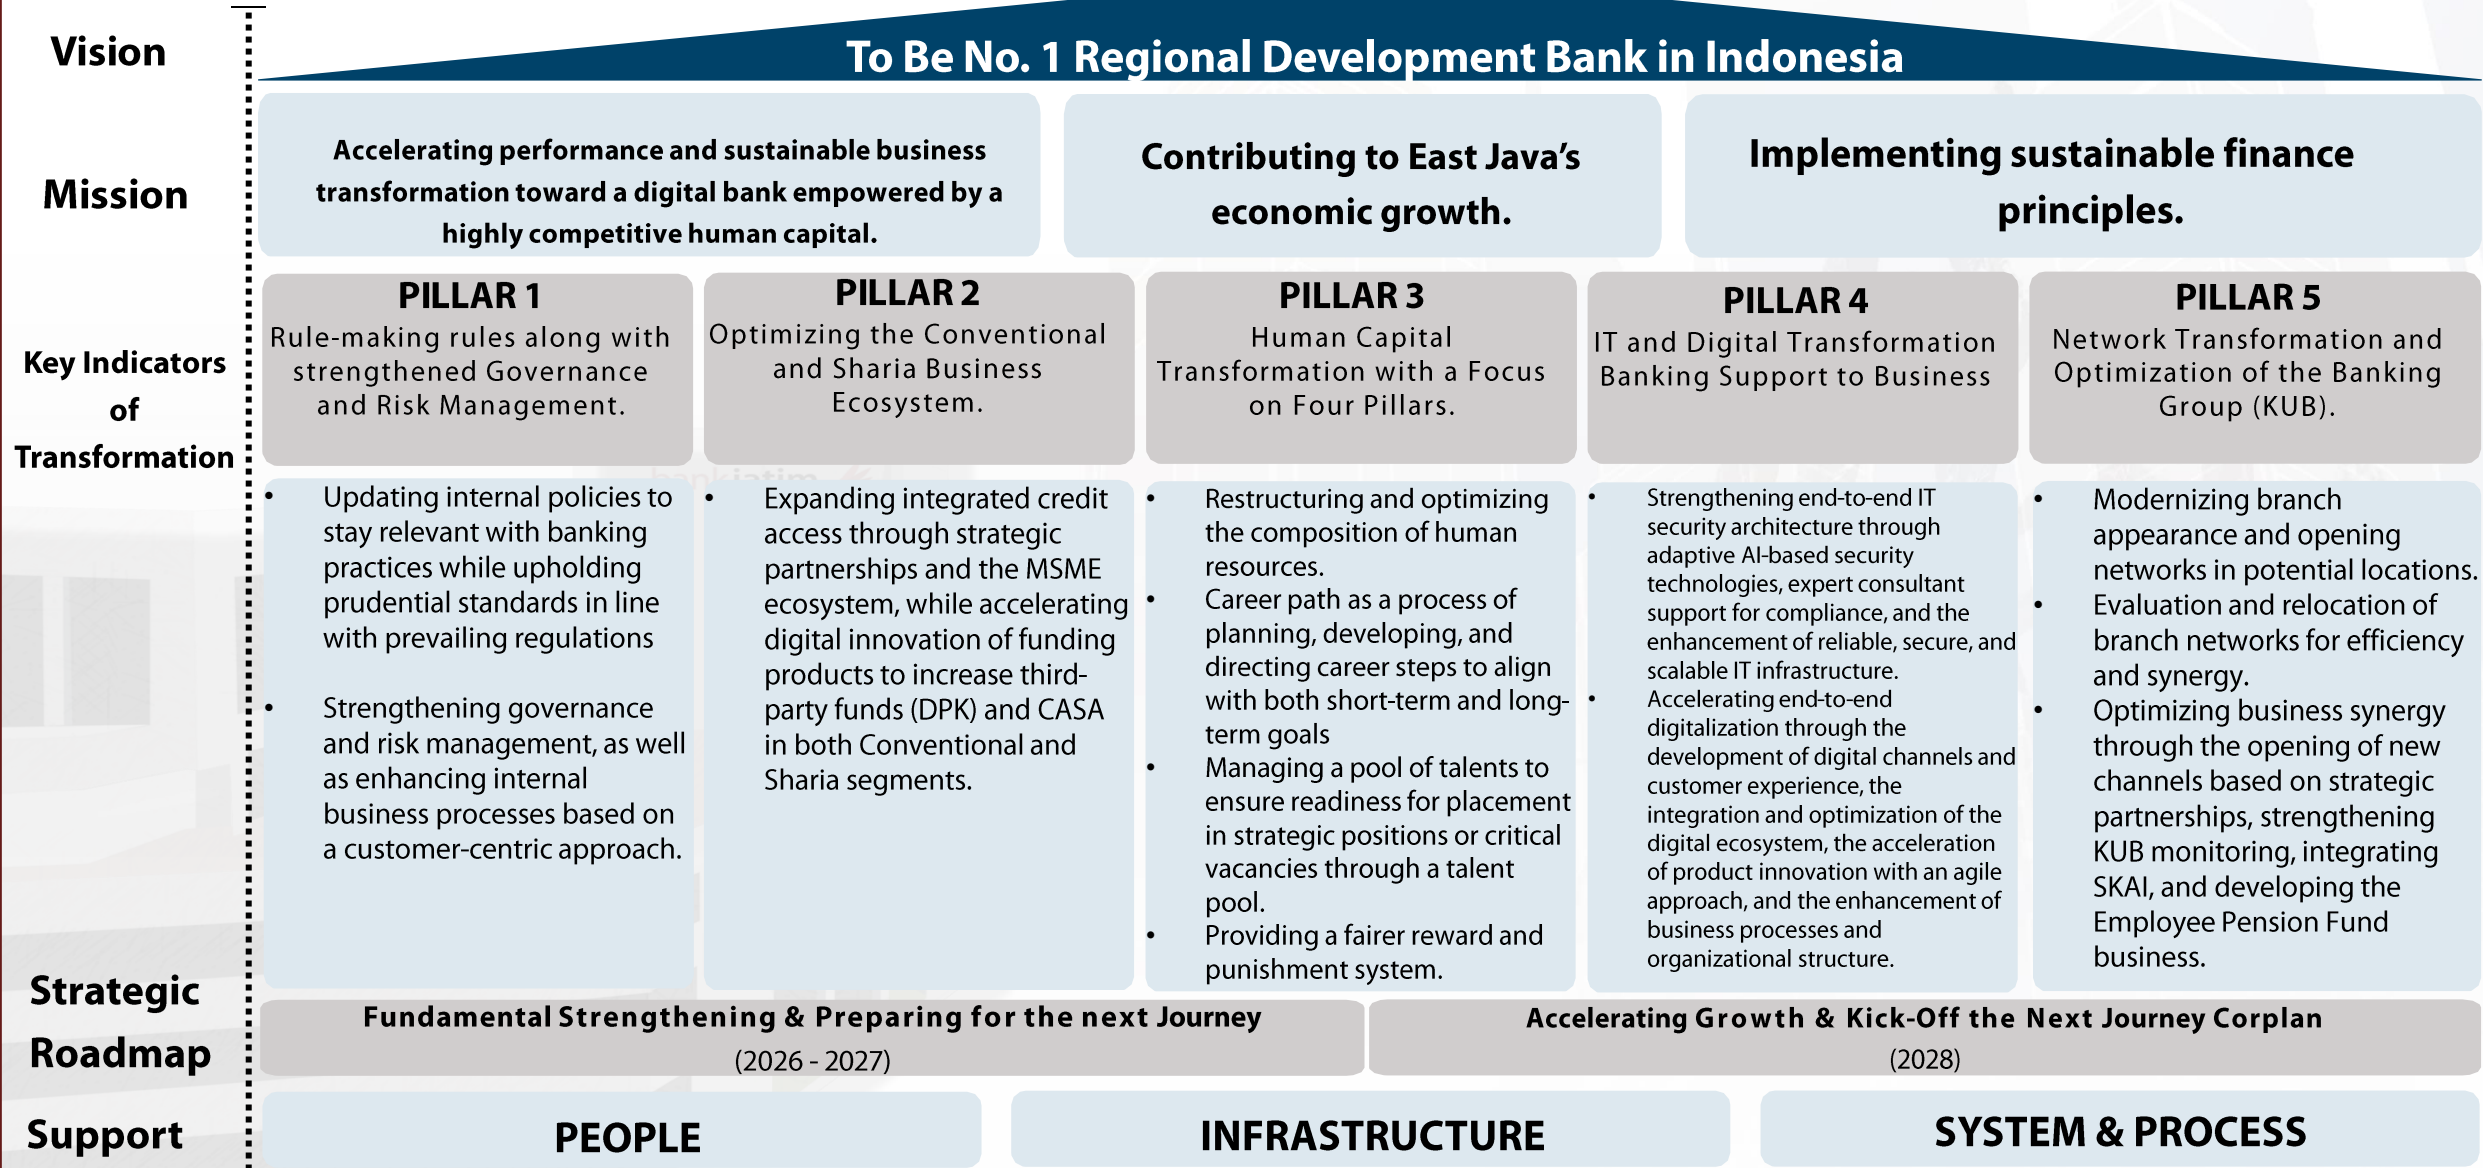 Vision
To Be No. 1 Regional Development Bank in Indonesia
Mission
Accelerating performance and sustainable business
transformation toward a digital bank empowered by a
highly competitive human capital.
Contributing to East Java’s
economic growth.
Implementing sustainable finance
principles.
Key Indicators
of
Transformation
PILLAR 1
Rule-making rules along with
strengthened Governance
and Risk Management.
PILLAR 2
Optimizing the Conventional
and Sharia Business
Ecosystem.
PILLAR 3
Human Capital
Transformation with a Focus
on Four Pillars.
PILLAR 4
IT and Digital Transformation
Banking Support to Business
PILLAR 5
Network Transformation and
Optimization of the Banking
Group (KUB).
bankjatim
• Updating internal policies to
stay relevant with banking
practices while upholding
prudential standards in line
with prevailing regulations
• Strengthening governance
and risk management, as well
as enhancing internal
business processes based on
a customer-centric approach.
• Expanding integrated credit
access through strategic
partnerships and the MSME
ecosystem, while accelerating
digital innovation of funding
products to increase third-
party funds (DPK) and CASA
in both Conventional and
Sharia segments.
• Restructuring and optimizing
the composition of human
resources.
• Career path as a process of
planning, developing, and
directing career steps to align
with both short-term and long-
term goals
• Managing a pool of talents to
ensure readiness for placement
in strategic positions or critical
vacancies through a talent
pool.
• Providing a fairer reward and
punishment system.
• Strengthening end-to-end IT
security architecture through
adaptive AI-based security
technologies, expert consultant
support for compliance, and the
enhancement of reliable, secure, and
scalable IT infrastructure.
• Accelerating end-to-end
digitalization through the
development of digital channels and
customer experience, the
integration and optimization of the
digital ecosystem, the acceleration
of product innovation with an agile
approach, and the enhancement of
business processes and
organizational structure.
• Modernizing branch
appearance and opening
networks in potential locations.
• Evaluation and relocation of
branch networks for efficiency
and synergy.
• Optimizing business synergy
through the opening of new
channels based on strategic
partnerships, strengthening
KUB monitoring, integrating
SKAI, and developing the
Employee Pension Fund
business.
Strategic
Roadmap
Fundamental Strengthening & Preparing for the next Journey
(2026 - 2027)
Accelerating Growth & Kick-Off the Next Journey Corplan
(2028)
Support
PEOPLE
INFRASTRUCTURE
SYSTEM & PROCESS